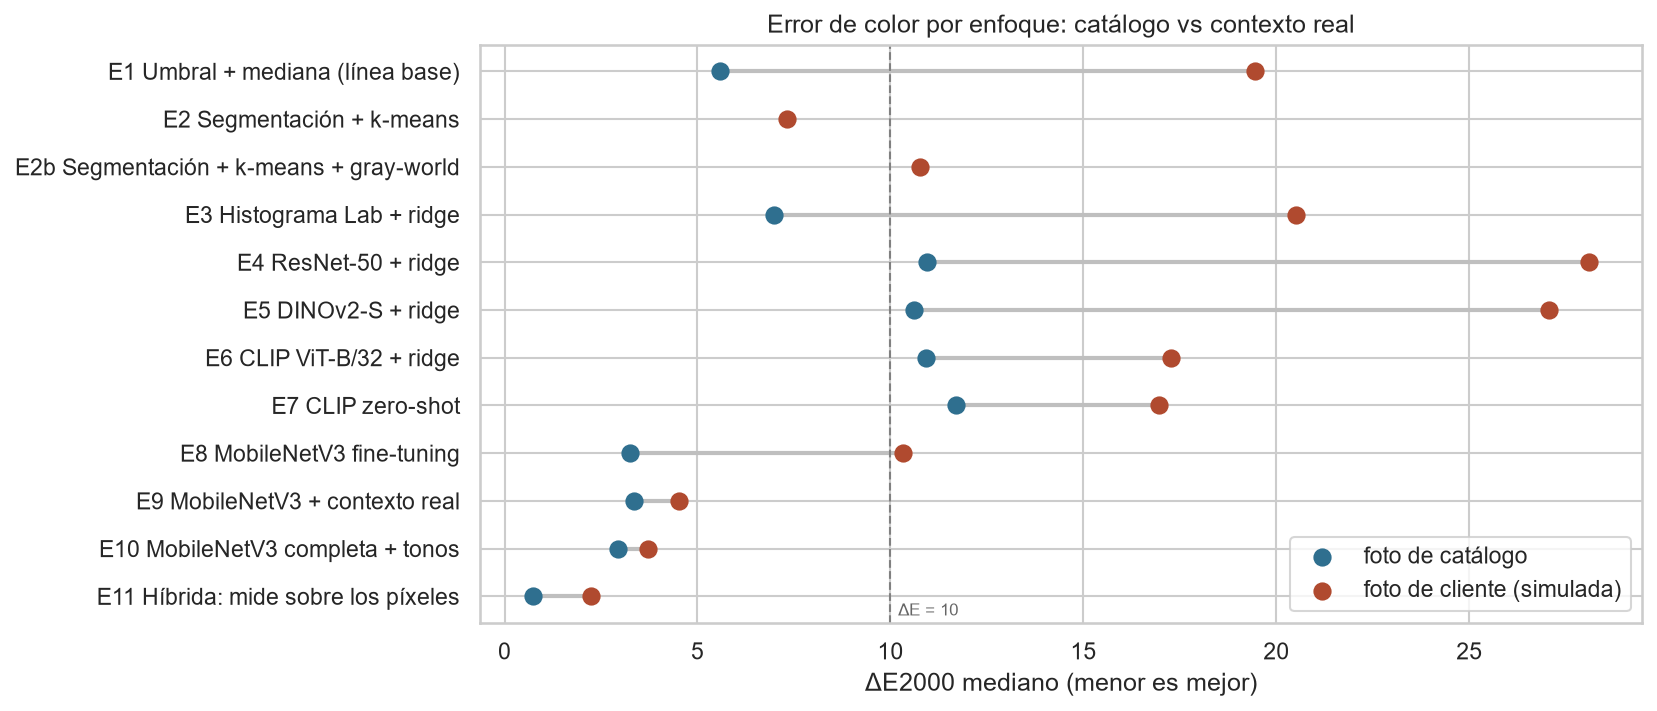 Error de color por enfoque: catálogo vs contexto real
E1 Umbral + mediana (línea base)
E2 Segmentación + k-means
E2b Segmentación + k-means + gray-world
E3 Histograma Lab + ridge
E4 ResNet-50 + ridge
E5 DINOv2-S + ridge
E6 CLIP ViT-B/32 + ridge
E7 CLIP zero-shot
E8 MobileNetV3 fine-tuning
E9 MobileNetV3 + contexto real
E10 MobileNetV3 completa + tonos
E11 Híbrida: mide sobre los píxeles
foto de catálogo
foto de cliente (simulada)
ΔE = 10
0 5 10 15 20 25
ΔE2000 mediano (menor es mejor)